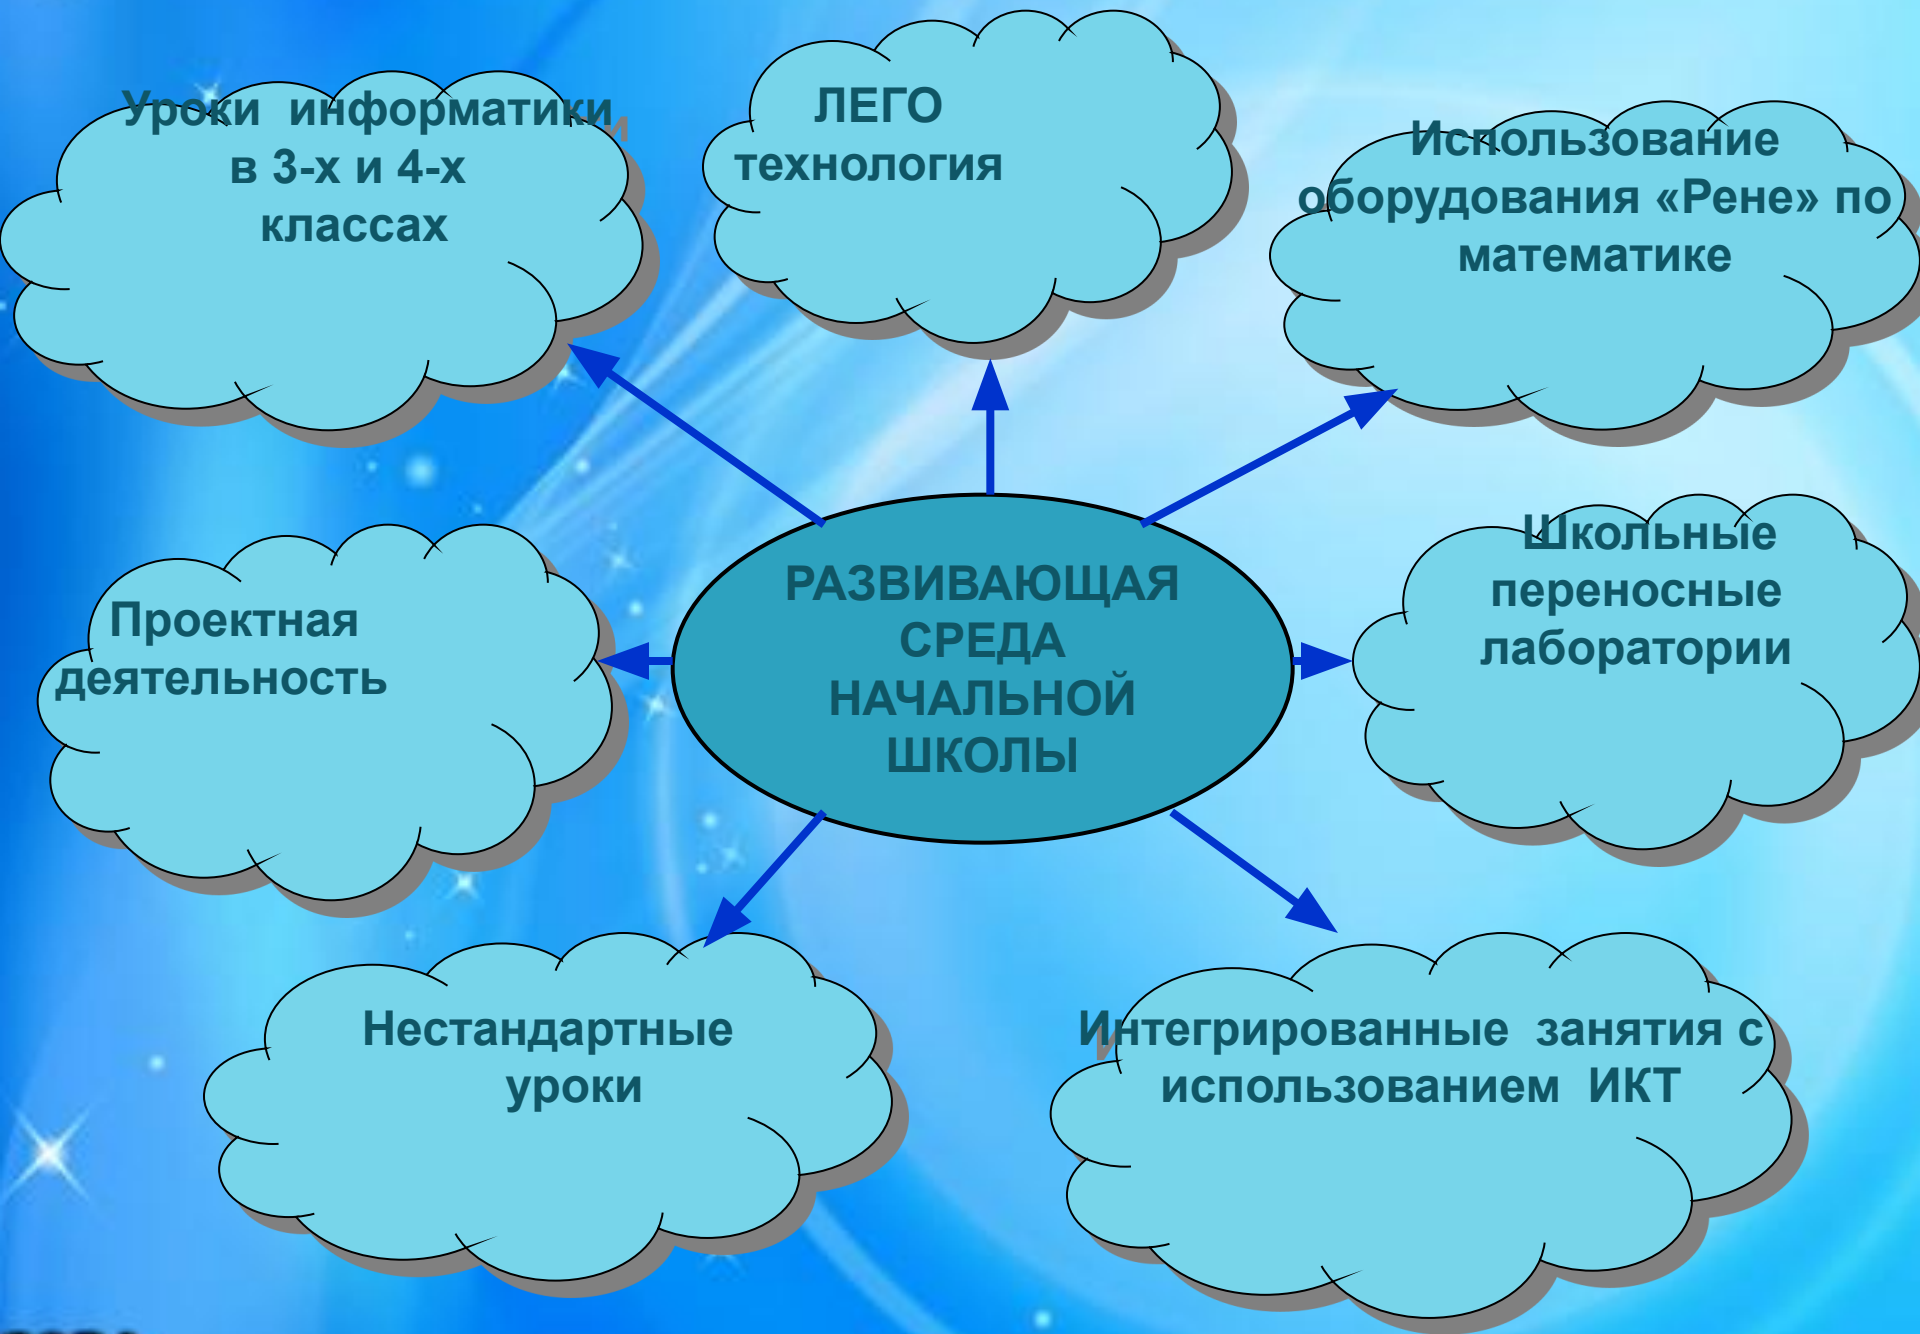 Уроки информатики
в 3-х и 4-х
классах
ЛЕГО
технология
Использование
оборудования «Рене» по
математике
Проектная
деятельность
РАЗВИВАЮЩАЯ
СРЕДА
НАЧАЛЬНОЙ
ШКОЛЫ
Школьные
переносные
лаборатории
Нестандартные
уроки
Интегрированные занятия с
использованием ИКТ